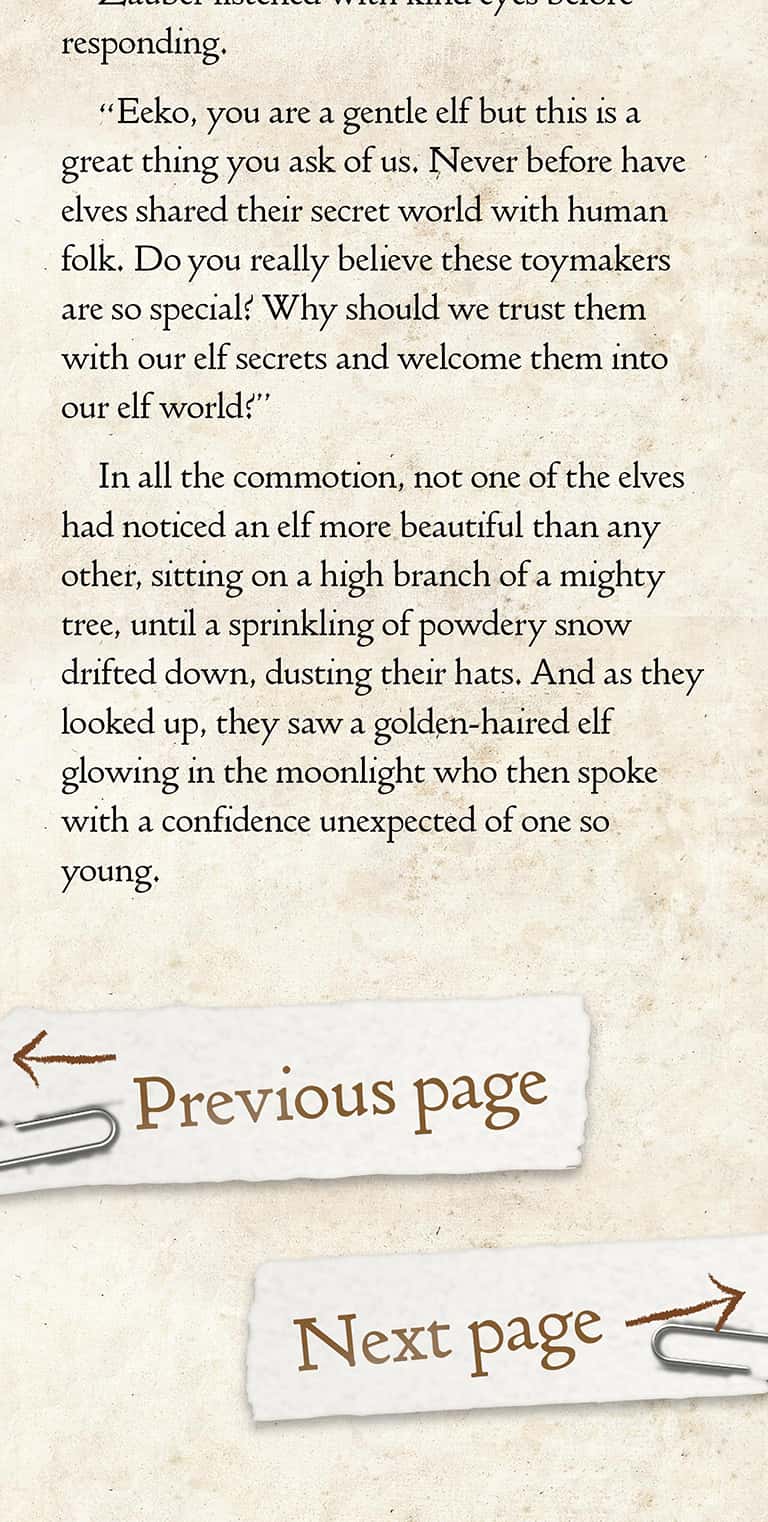 Zauber listened with kind eyes before
responding.
“Eeko, you are a gentle elf but this is a
great thing you ask of us. Never before have
elves shared their secret world with human
folk. Do you really believe these toymakers
are so special? Why should we trust them
with our elf secrets and welcome them into
our elf world?”
In all the commotion, not one of the elves
had noticed an elf more beautiful than any
other, sitting on a high branch of a mighty
tree, until a sprinkling of powdery snow
drifted down, dusting their hats. And as they
looked up, they saw a golden-haired elf
glowing in the moonlight who then spoke
with a confidence unexpected of one so
young.
Previous page
Next page